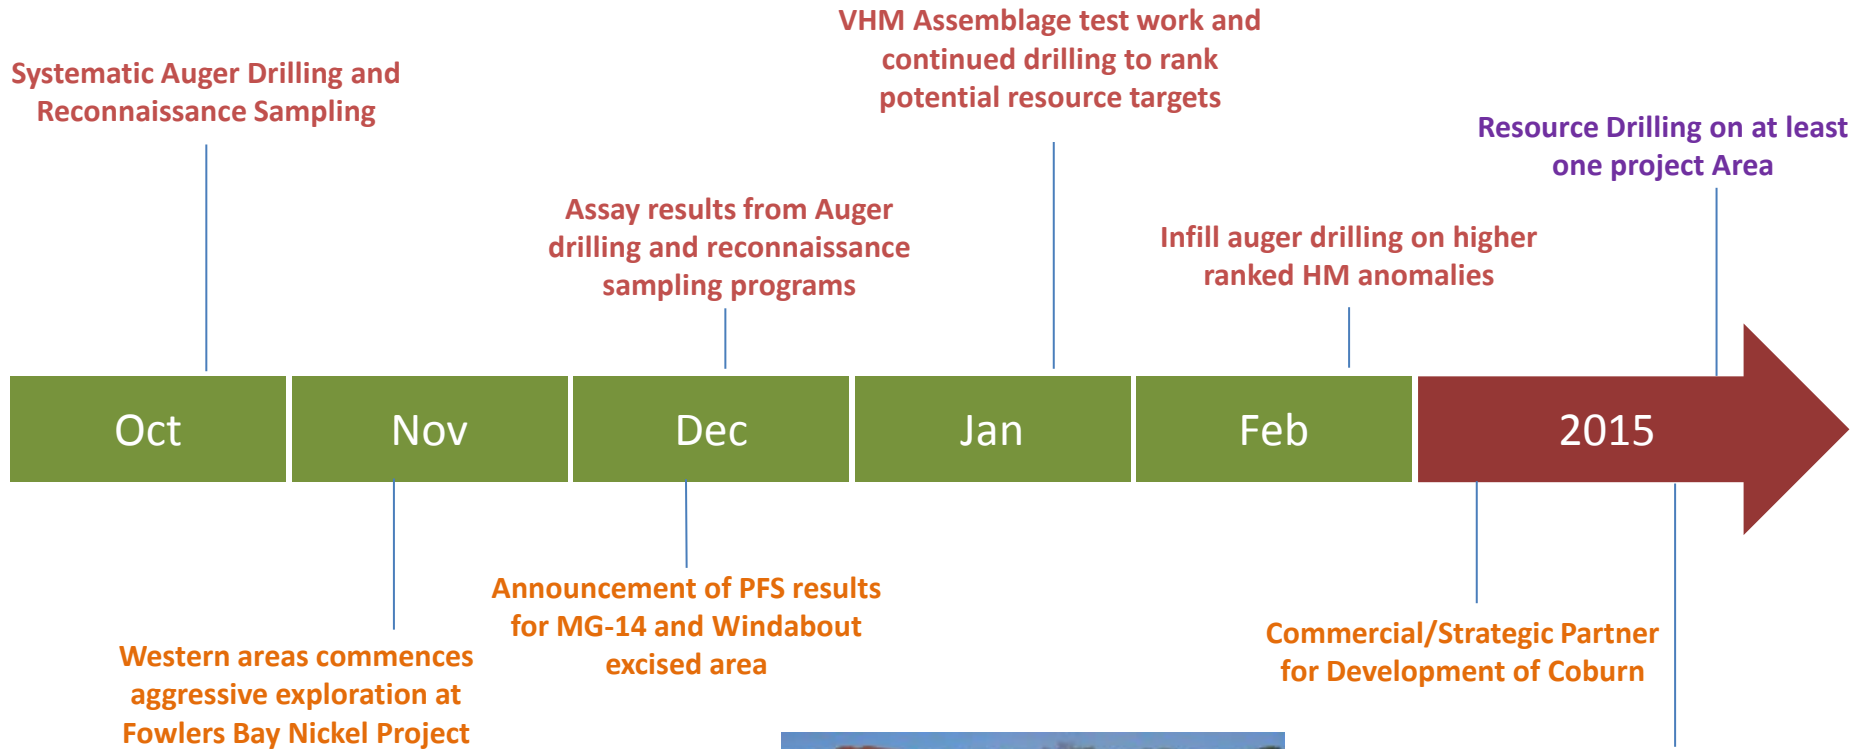 Systematic Auger Drilling and
Reconnaissance Sampling
Assay results from Auger
drilling and reconnaissance
sampling programs
VHM Assemblage test work and
continued drilling to rank
potential resource targets
Infill auger drilling on higher
ranked HM anomalies
Resource Drilling on at least
one project Area
Oct
Nov
Dec
Jan
Feb
2015
Western areas commences
aggressive exploration at
Fowlers Bay Nickel Project
Announcement of PFS results
for MG-14 and Windabout
excised area
Commercial/Strategic Partner
for Development of Coburn